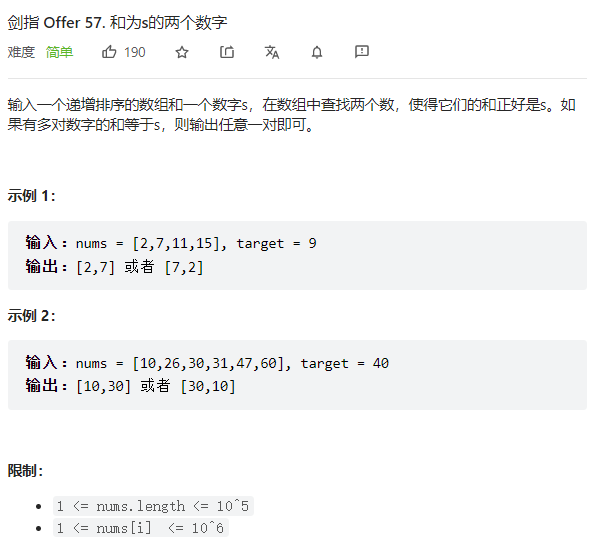 剑指 Offer 57. 和为s的两个数字
难度 简单 190
输入一个递增排序的数组和一个数字s，在数组中查找两个数，使得它们的和正好是s。如
果有多对数字的和等于s，则输出任意一对即可。
示例 1：
输入：nums = [2,7,11,15], target = 9
输出：[2,7] 或者 [7,2]
示例 2：
输入：nums = [10,26,30,31,47,60], target = 40
输出：[10,30] 或者 [30,10]
限制：
1 <= nums.length <= 10^5
1 <= nums[i] <= 10^6